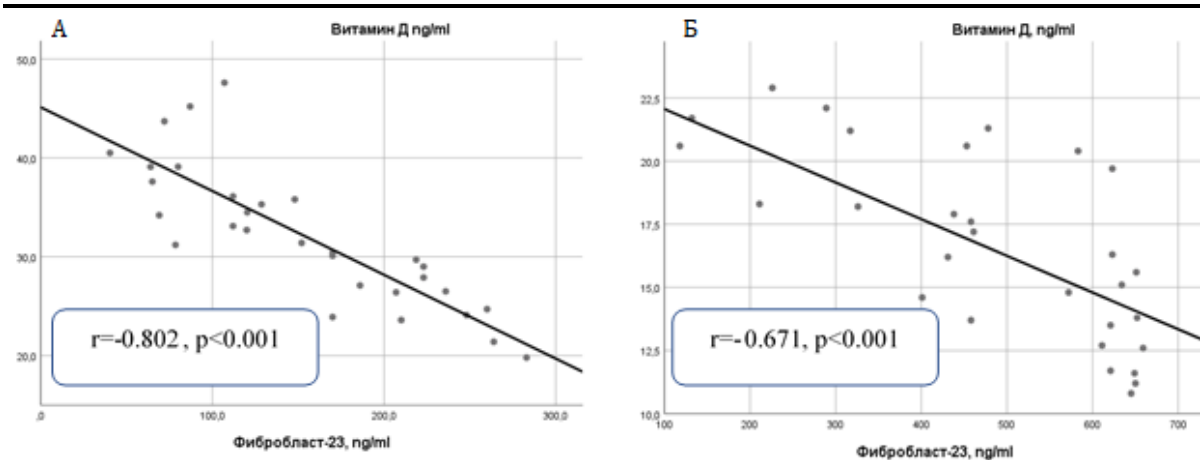 А
Витамин Д ng/ml
50,0
40,0
30,0
20,0
r=-0.802, p<0.001
,0
100,0
200,0
300,0
Фибробласт-23, ng/ml
Б
Витамин Д, ng/ml
22,5
20,0
17,5
15,0
12,5
10,0
r=-0.671, p<0.001
100
200
300
400
500
600
700
Фибробласт-23, ng/ml